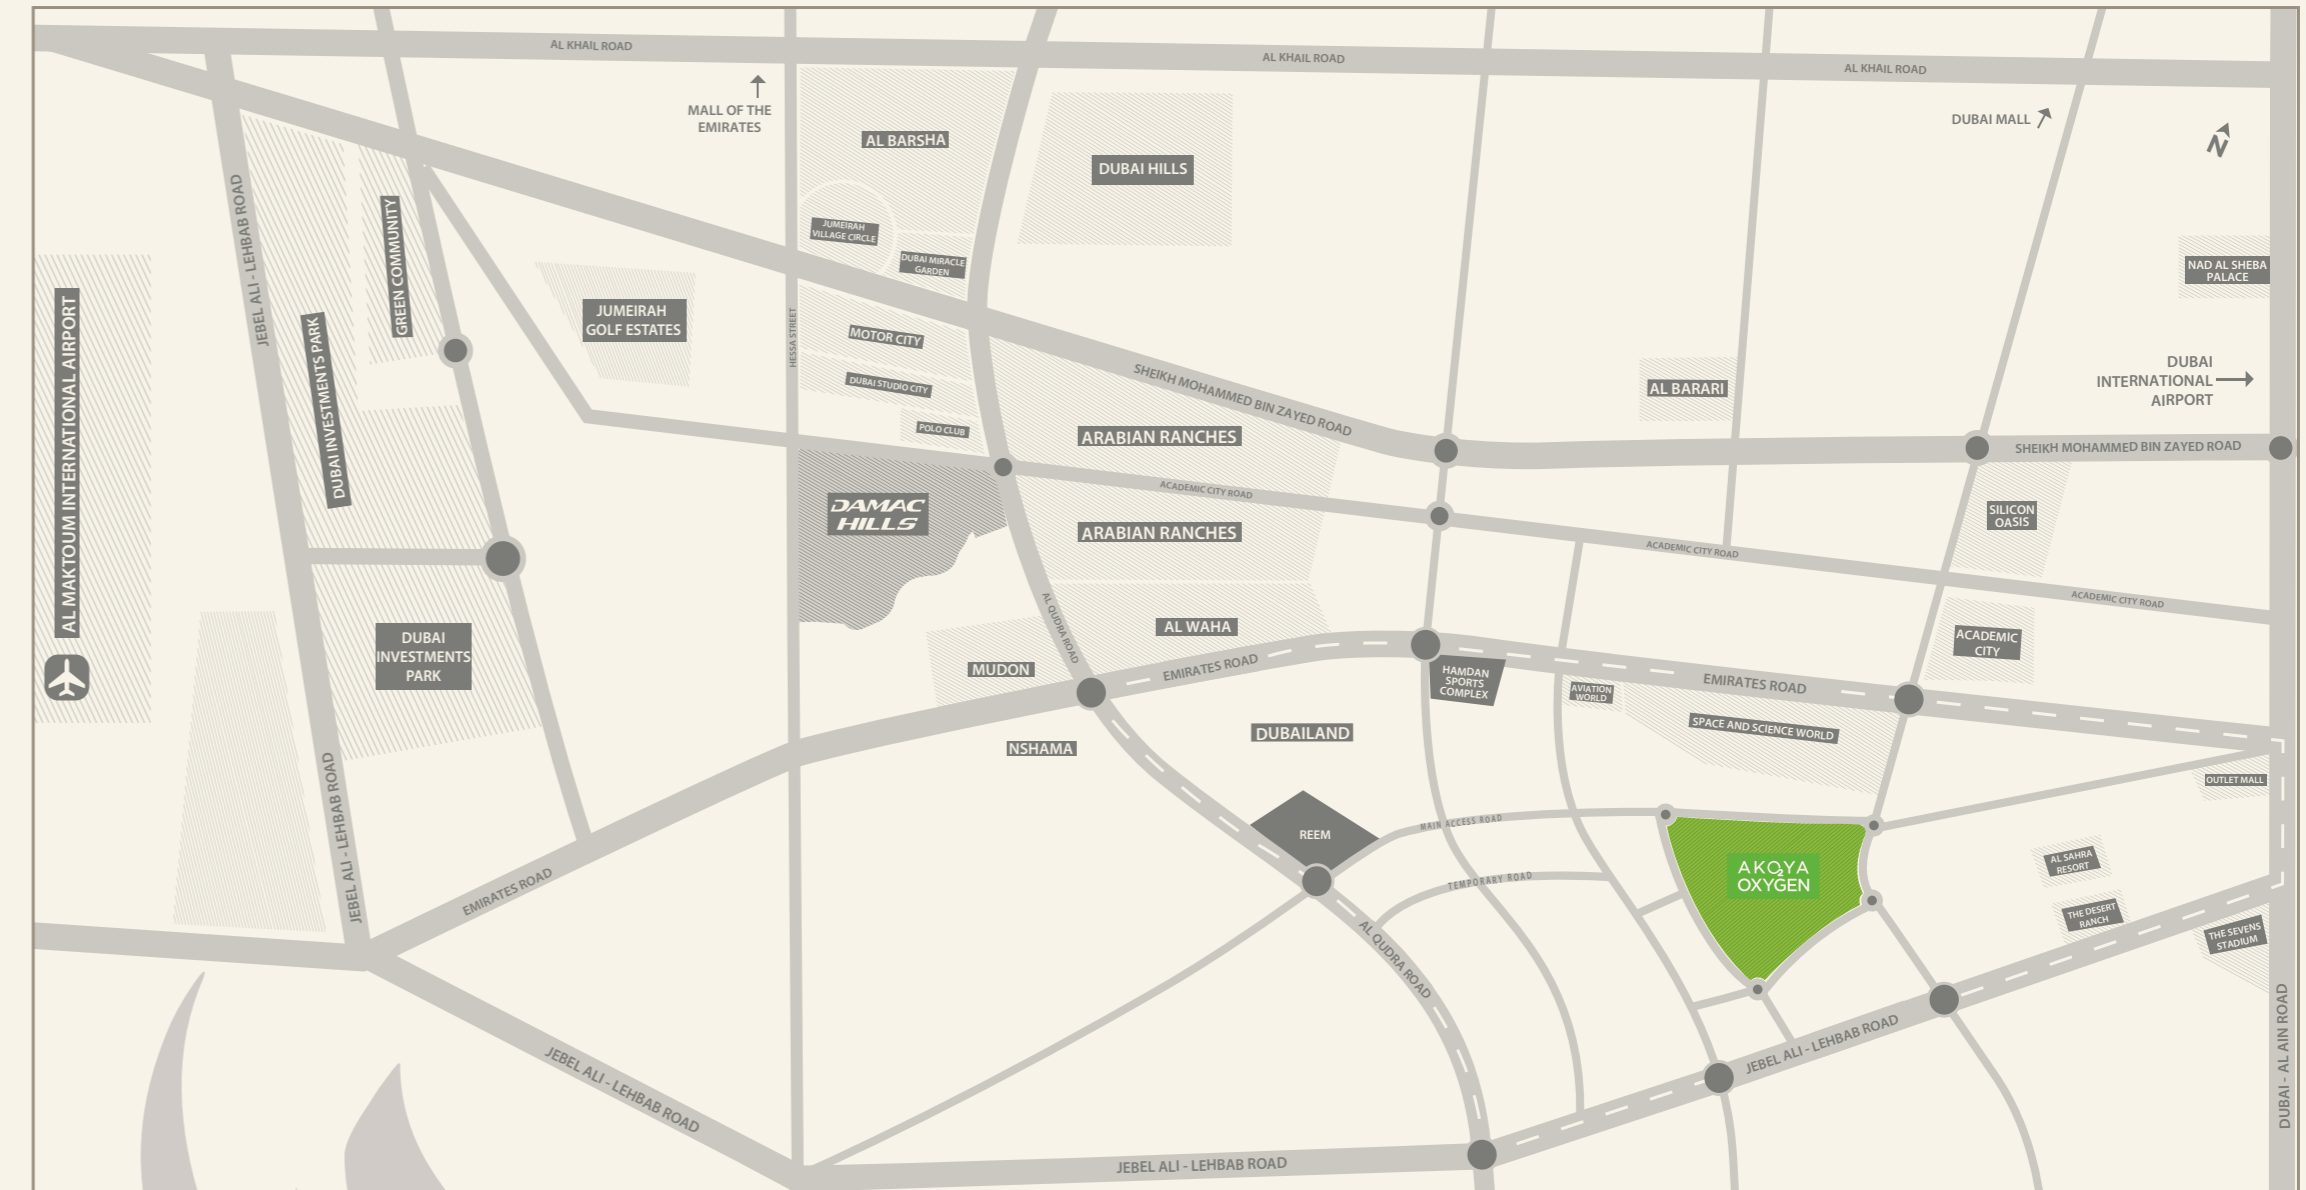 AL KHAIL ROAD
AL KHAIL ROAD
AL KHAIL ROAD
MALL OF THE
EMIRATES
DUBAI MALL
N
AL BARSHA
DUBAI HILLS
JEBEL ALI - LEHBAB ROAD
GREEN COMMUNITY
JUMEIRAH
VILLAGE CIRCLE
DUBAI MIRACLE
GARDEN
NAD AL SHEBA
PALACE
AL MAKTOUM INTERNATIONAL AIRPORT
DUBAI INVESTMENTS PARK
JUMEIRAH
GOLF ESTATES
HESSA STREET
MOTOR CITY
DUBAI STUDIO CITY
POLO CLUB
SHEIKH MOHAMMED BIN ZAYED ROAD
AL BARARI
DUBAI
INTERNATIONAL
AIRPORT
SHEIKH MOHAMMED BIN ZAYED ROAD
ARABIAN RANCHES
ACADEMIC CITY ROAD
DAMAC
HILLS
ARABIAN RANCHES
SILICON
OASIS
ACADEMIC CITY ROAD
ACADEMIC CITY ROAD
AL QUDRA ROAD
AL WAHA
ACADEMIC
CITY
DUBAI
INVESTMENTS
PARK
MUDON
EMIRATES ROAD
HAMDAN
SPORTS
COMPLEX
AVIATION
WORLD
EMIRATES ROAD
SPACE AND SCIENCE WORLD
DUBAILAND
NSHAMA
OUTLET MALL
JEBEL ALI - LEHBAB ROAD
REEM
MAIN ACCESS ROAD
TEMPORARY ROAD
AKO2YA
OXYGEN
AL SAHRA
RESORT
THE DESERT
RANCH
THE SEVENS
STADIUM
EMIRATES ROAD
AL QUDRA ROAD
JEBEL ALI - LEHBAB ROAD
DUBAI - AL AIN ROAD
JEBEL ALI - LEHBAB ROAD
JEBEL ALI - LEHBAB ROAD